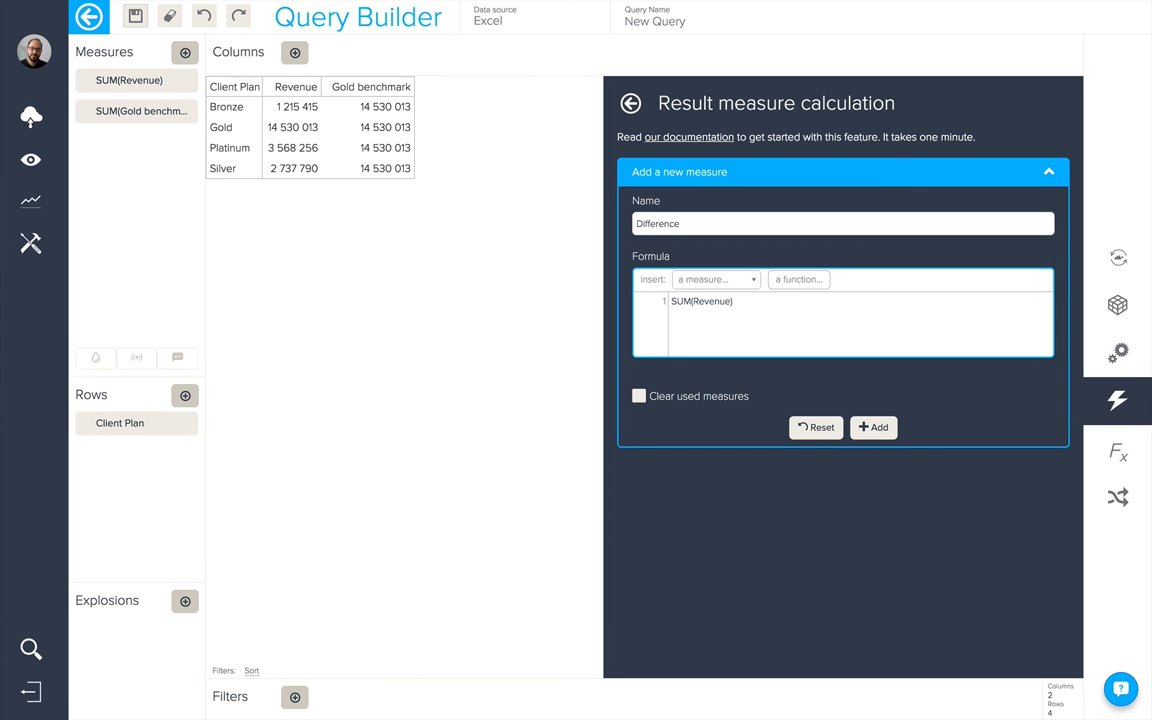 Query Builder
Data source
Excel
Query Name
New Query
Measures
SUM(Revenue)
SUM(Gold benchm...
Columns
Client Plan Revenue Gold benchmark
Bronze 1 215 415 14 530 013
Gold 14 530 013 14 530 013
Platinum 3 568 256 14 530 013
Silver 2 737 790 14 530 013
Result measure calculation
Read our documentation to get started with this feature. It takes one minute.
Add a new measure
Name
Difference
Formula
Insert: a measure... a function...
1 SUM(Revenue)
Clear used measures
Reset Add
Rows
Client Plan
Explosions
Fx
Filters: Sort
Filters
Columns
2
Rows
4